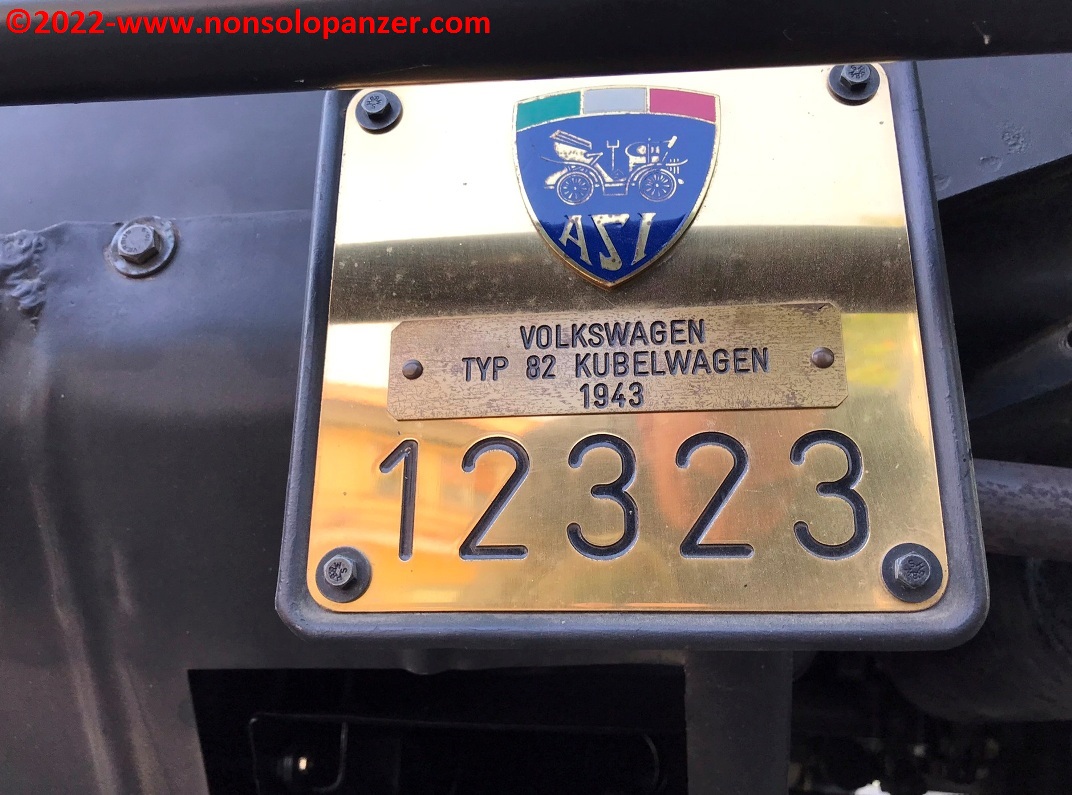 ©2022-www.nonsolopanzer.com
ASI
VOLKSWAGEN
TYP 82 KUBELWAGEN
1943
12323